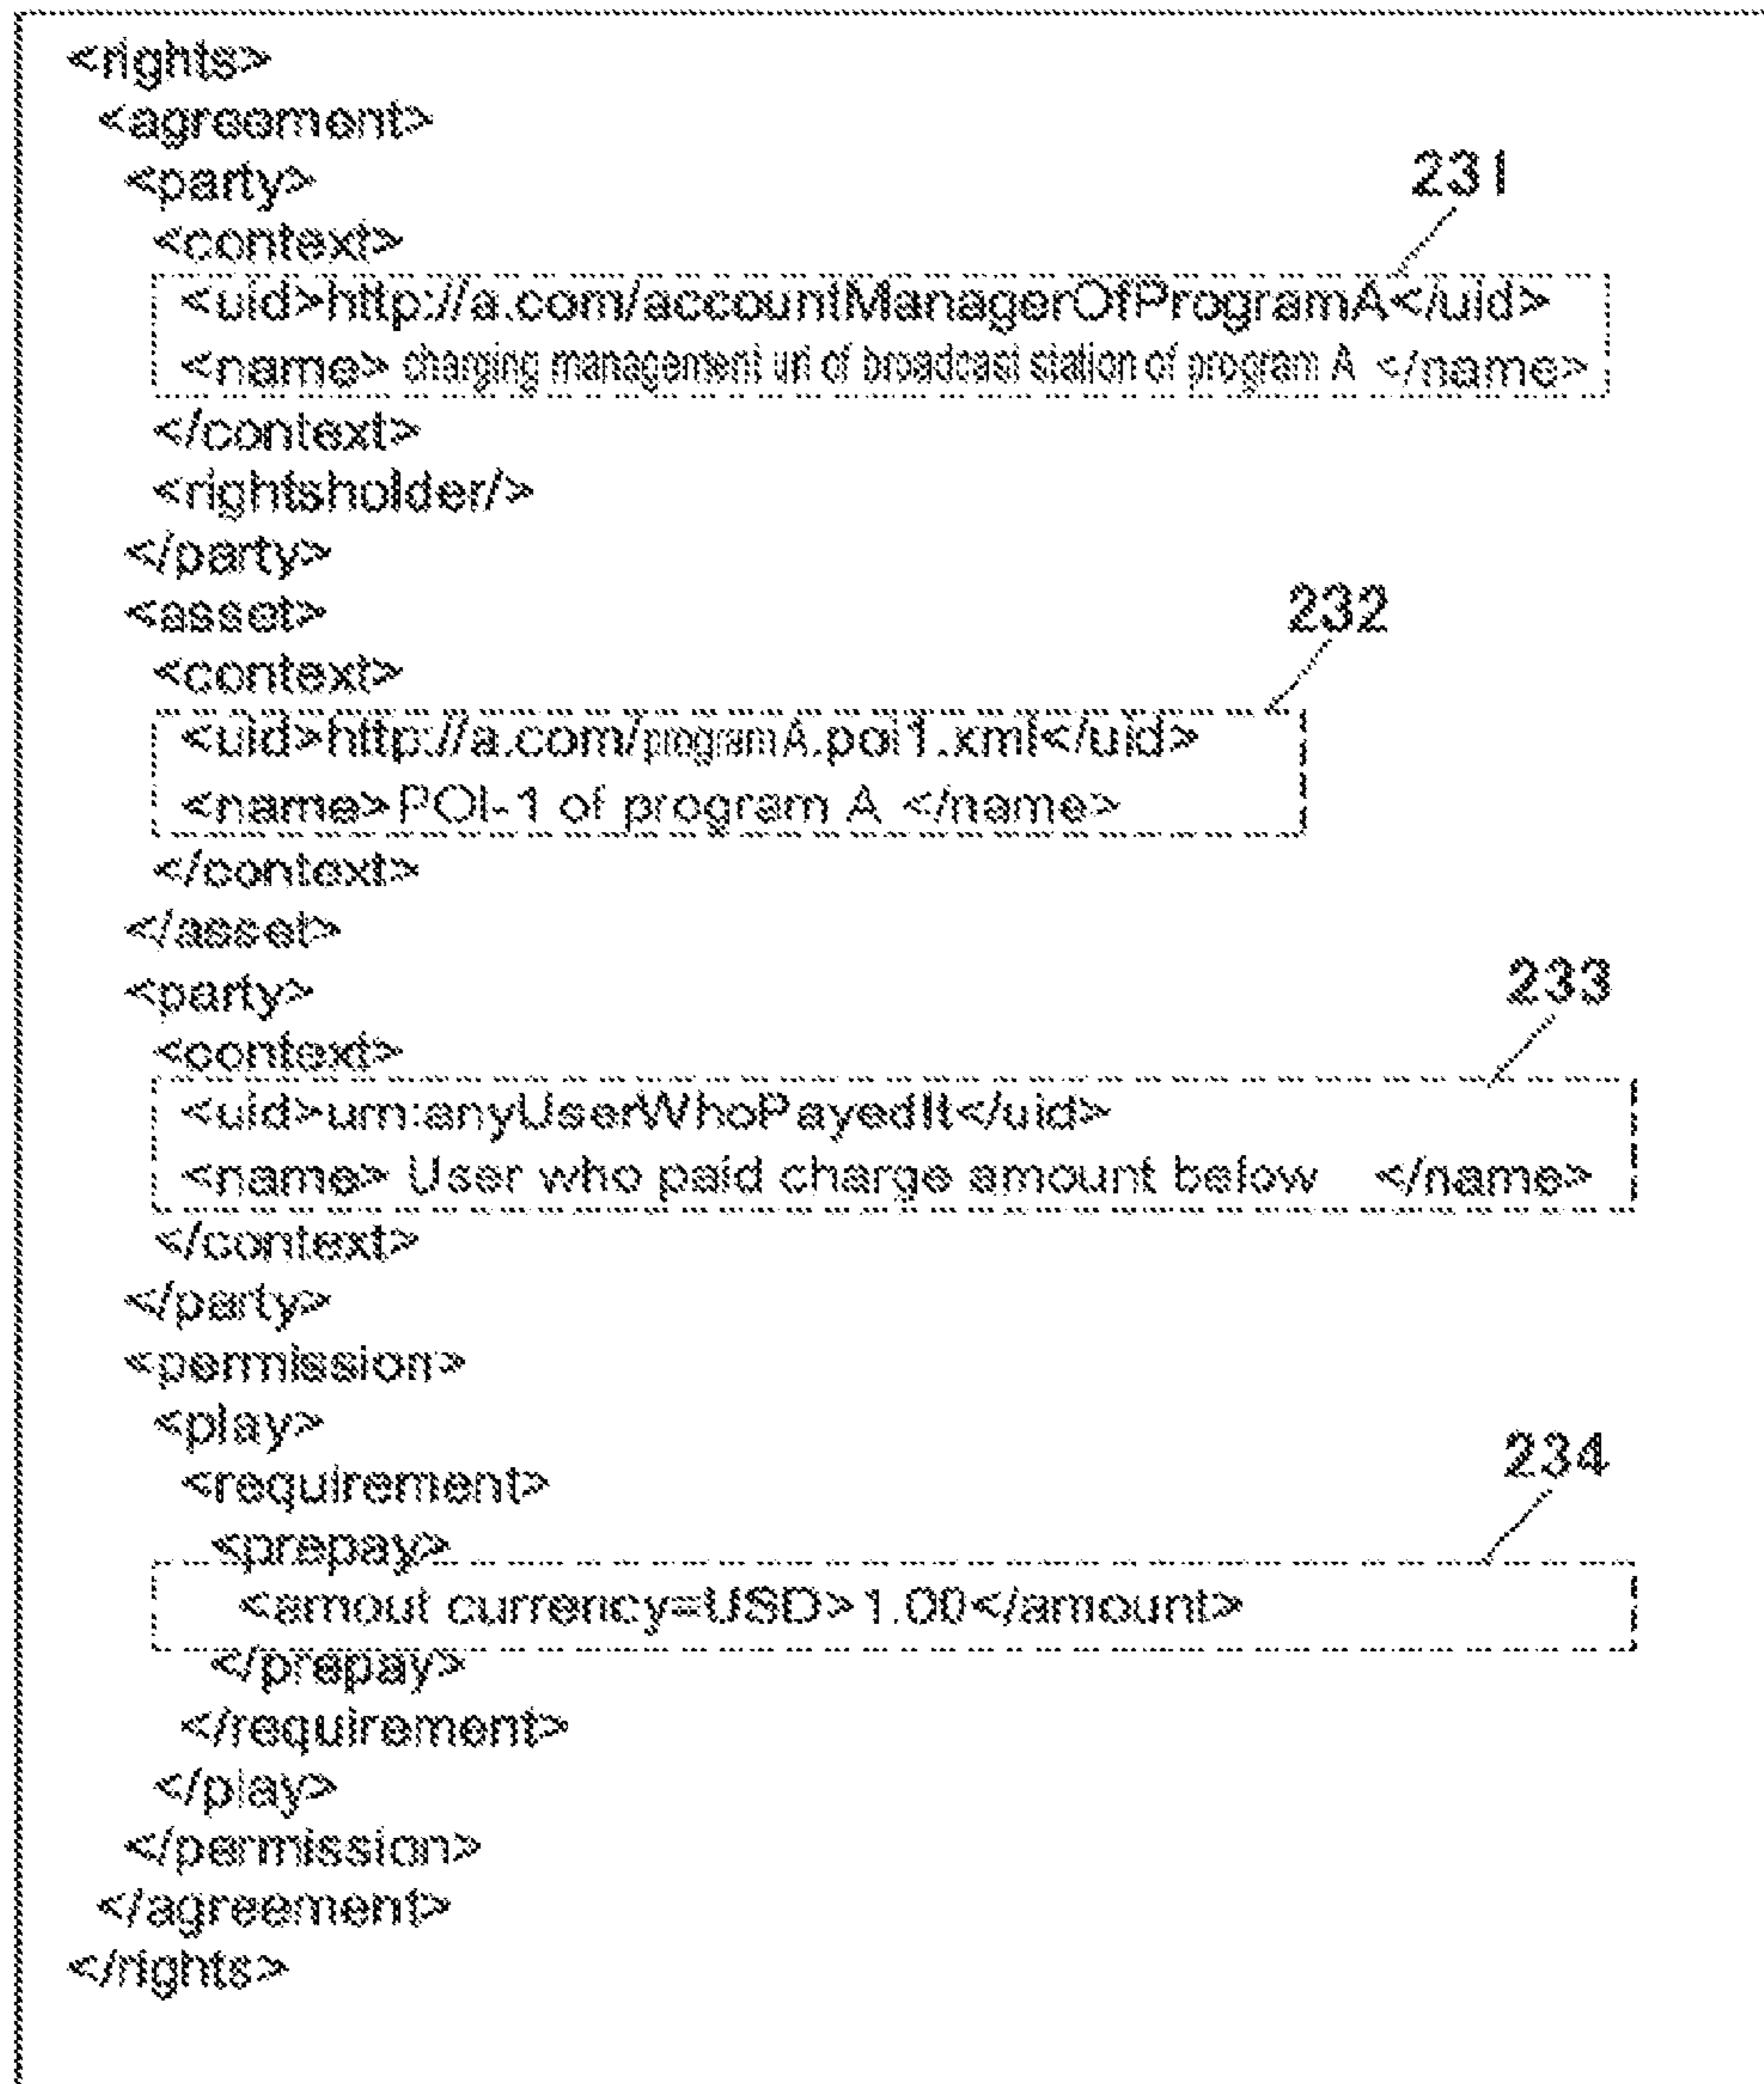 <rights>
<agreement>
<party>
231
<context>
<uid>http://a.com/accountManagerOfProgramA</uid>
<name> charging management uri of broadcast station of program A </name>
</context>
<rightsholder/>
</party>
<asset>
232
<context>
<uid>http://a.com/programA.poi1.xml</uid>
<name>POI-1 of program A </name>
</context>
</asset>
<party>
233
<context>
<uid>urn:anyUserWhoPayedIt</uid>
<name> User who paid charge amount below </name>
</context>
</party>
<permission>
<play>
234
<requirement>
<prepay>
<amout currency=USD>1.00</amount>
</prepay>
</requirement>
</play>
</permission>
</agreement>
</rights>